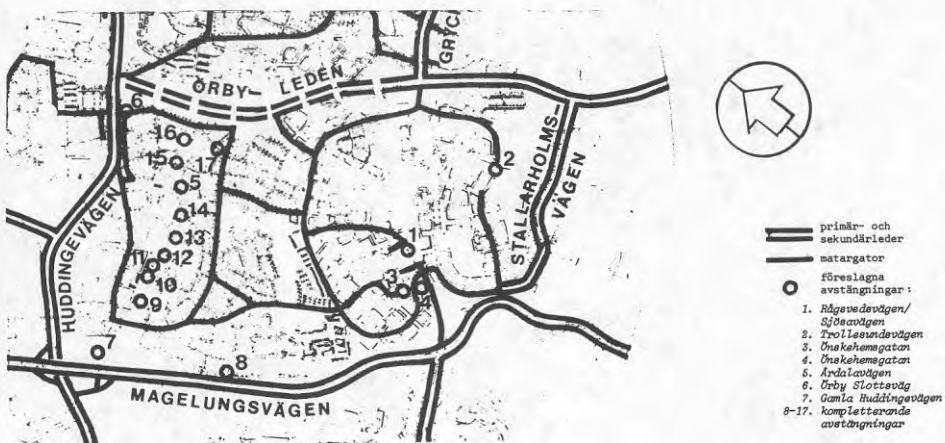 ÖRBY-LEDEN
GRYC
6
16
15
17
5
14
13
12
11
10
9
2
1
3
4
7
8
HUDDINGEVÄGEN
STALLARHOLMS-
VÄGEN
MAGELUNGSVÄGEN
primär- och
sekundärleder
matargator
föreslagna
avstängningar:
1. Rågsvedsvägen/
Sjösavägen
2. Trollesundsvägen
3. Önskehemsgatan
4. Önskehemsgatan
5. Årdalavägen
6. Örby Slottsväg
7. Gamla Huddingevägen
8-17. kompletterande
avstängningar